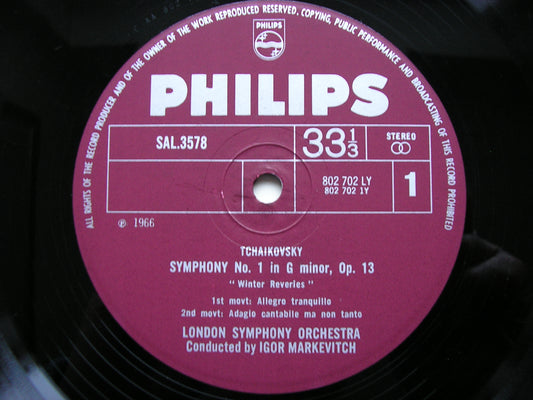 ALL RIGHTS OF THE RECORD PRODUCER AND OF THE OWNER OF THE WORK REPRODUCED RESERVED, COPYING, PUBLIC PERFORMANCE AND BROADCASTING OF THIS RECORD PROHIBITED
PHILIPS
PHILIPS
SAL.3578
33 1/3
STEREO
802 702 LY
802 702 1Y
1
℗ 1966
TCHAIKOVSKY
SYMPHONY No. 1 in G minor, Op. 13
" Winter Reveries "
1st movt: Allegro tranquillo
2nd movt: Adagio cantabile ma non tanto
LONDON SYMPHONY ORCHESTRA
Conducted by IGOR MARKEVITCH